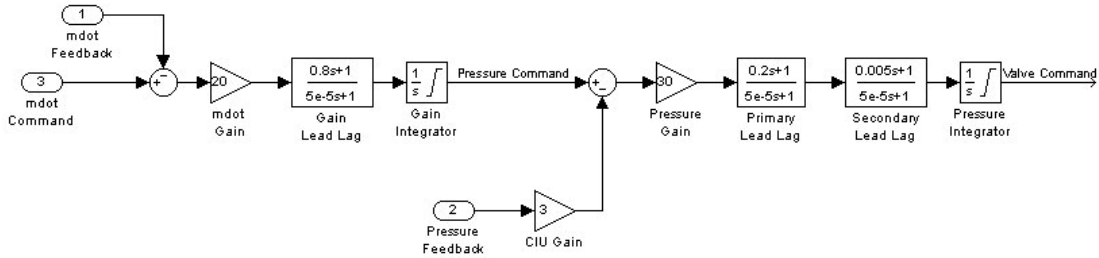 1
mdot
Feedback
3
mdot
Command
+
−
20
mdot
Gain
0.8s+1
5e-5s+1
Gain
Lead Lag
1
s
Gain
Integrator
Pressure Command
+
−
30
Pressure
Gain
0.2s+1
5e-5s+1
Primary
Lead Lag
0.005s+1
5e-5s+1
Secondary
Lead Lag
1
s
Pressure
Integrator
Valve Command
2
Pressure
Feedback
3
CIU Gain